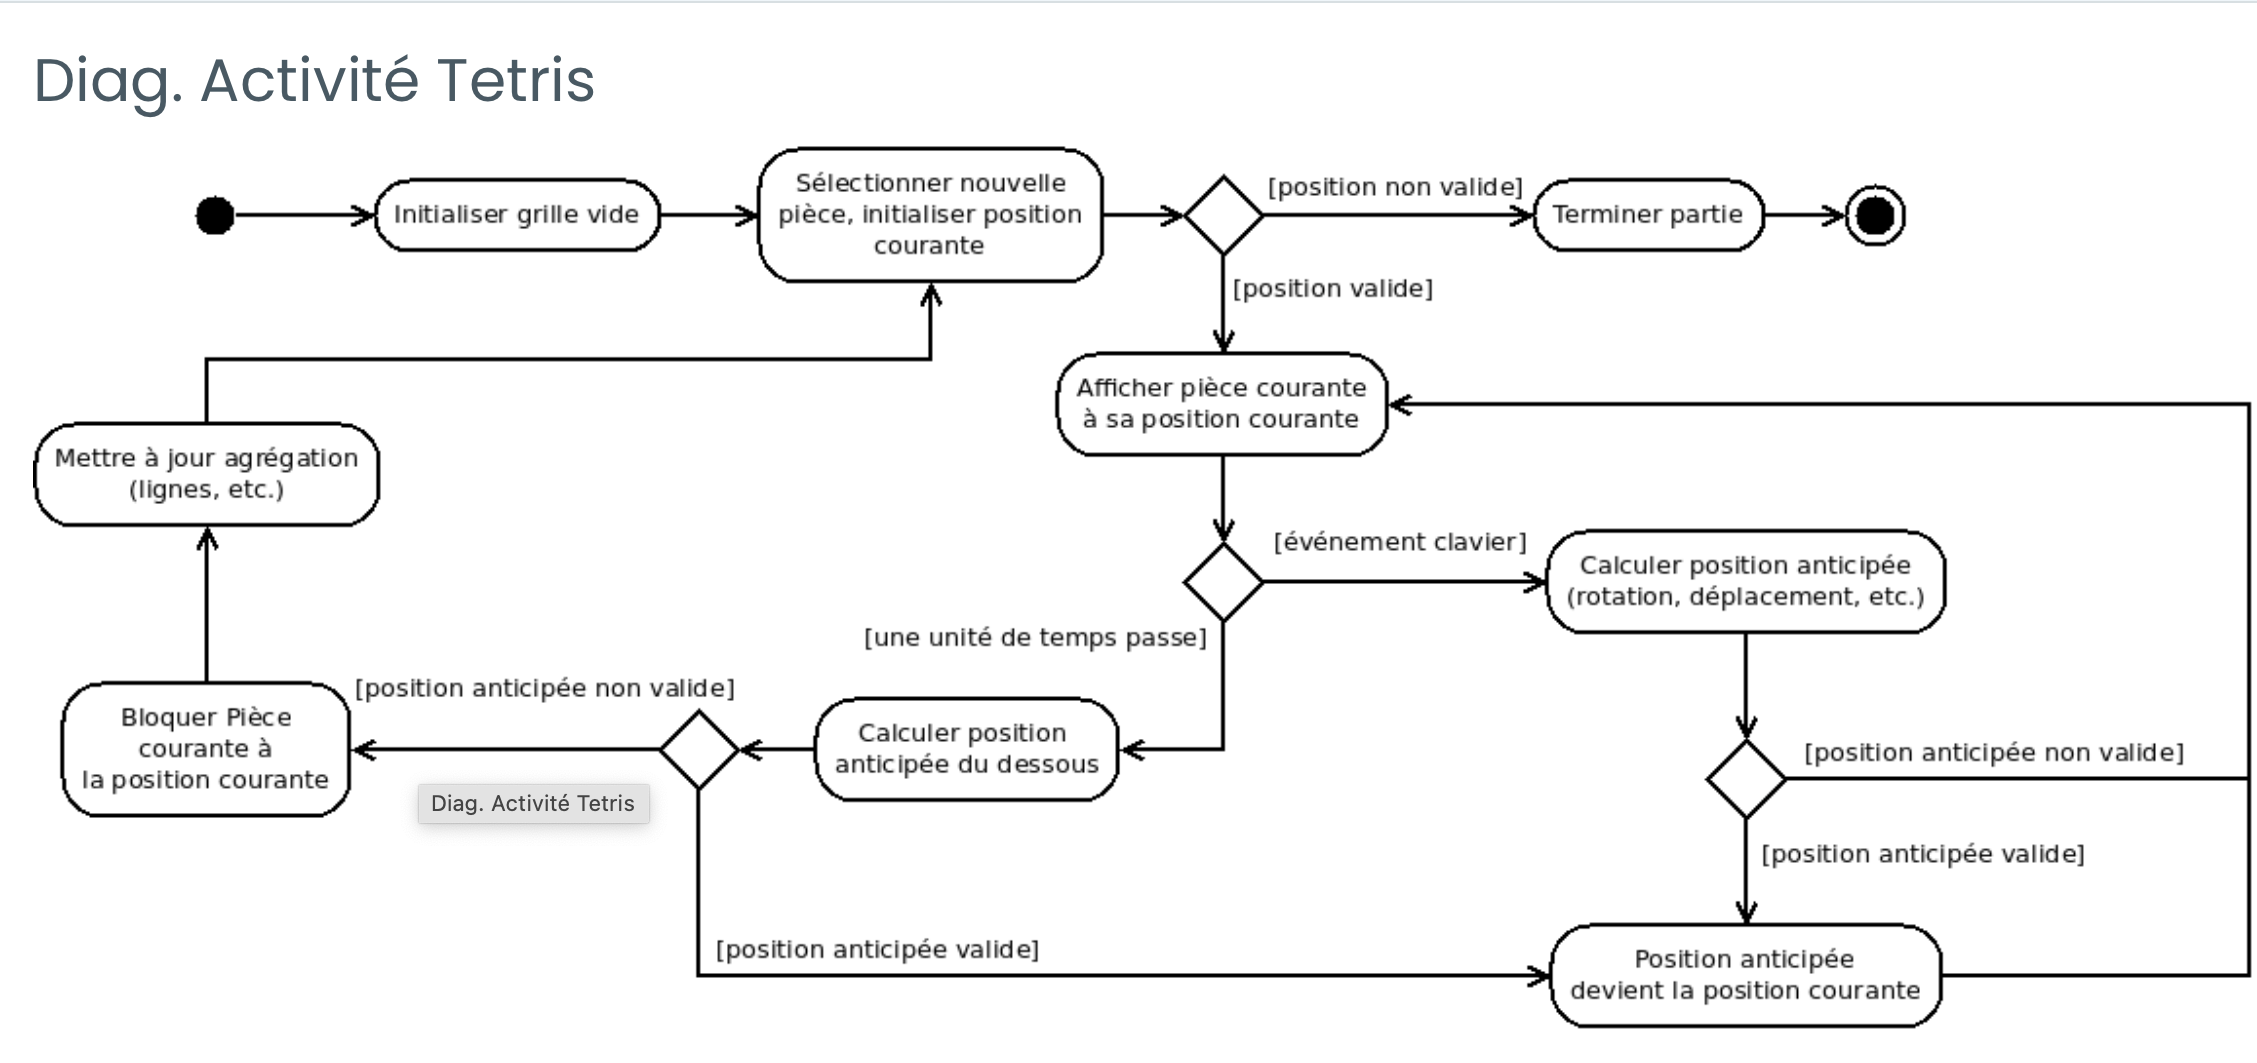 Diag. Activité Tetris
Initialiser grille vide
Sélectionner nouvelle
pièce, initialiser position
courante
[position non valide]
Terminer partie
[position valide]
Afficher pièce courante
à sa position courante
Mettre à jour agrégation
(lignes, etc.)
[événement clavier]
Calculer position anticipée
(rotation, déplacement, etc.)
[une unité de temps passe]
[position anticipée non valide]
Bloquer Pièce
courante à
la position courante
Calculer position
anticipée du dessous
[position anticipée non valide]
Diag. Activité Tetris
[position anticipée valide]
[position anticipée valide]
Position anticipée
devient la position courante